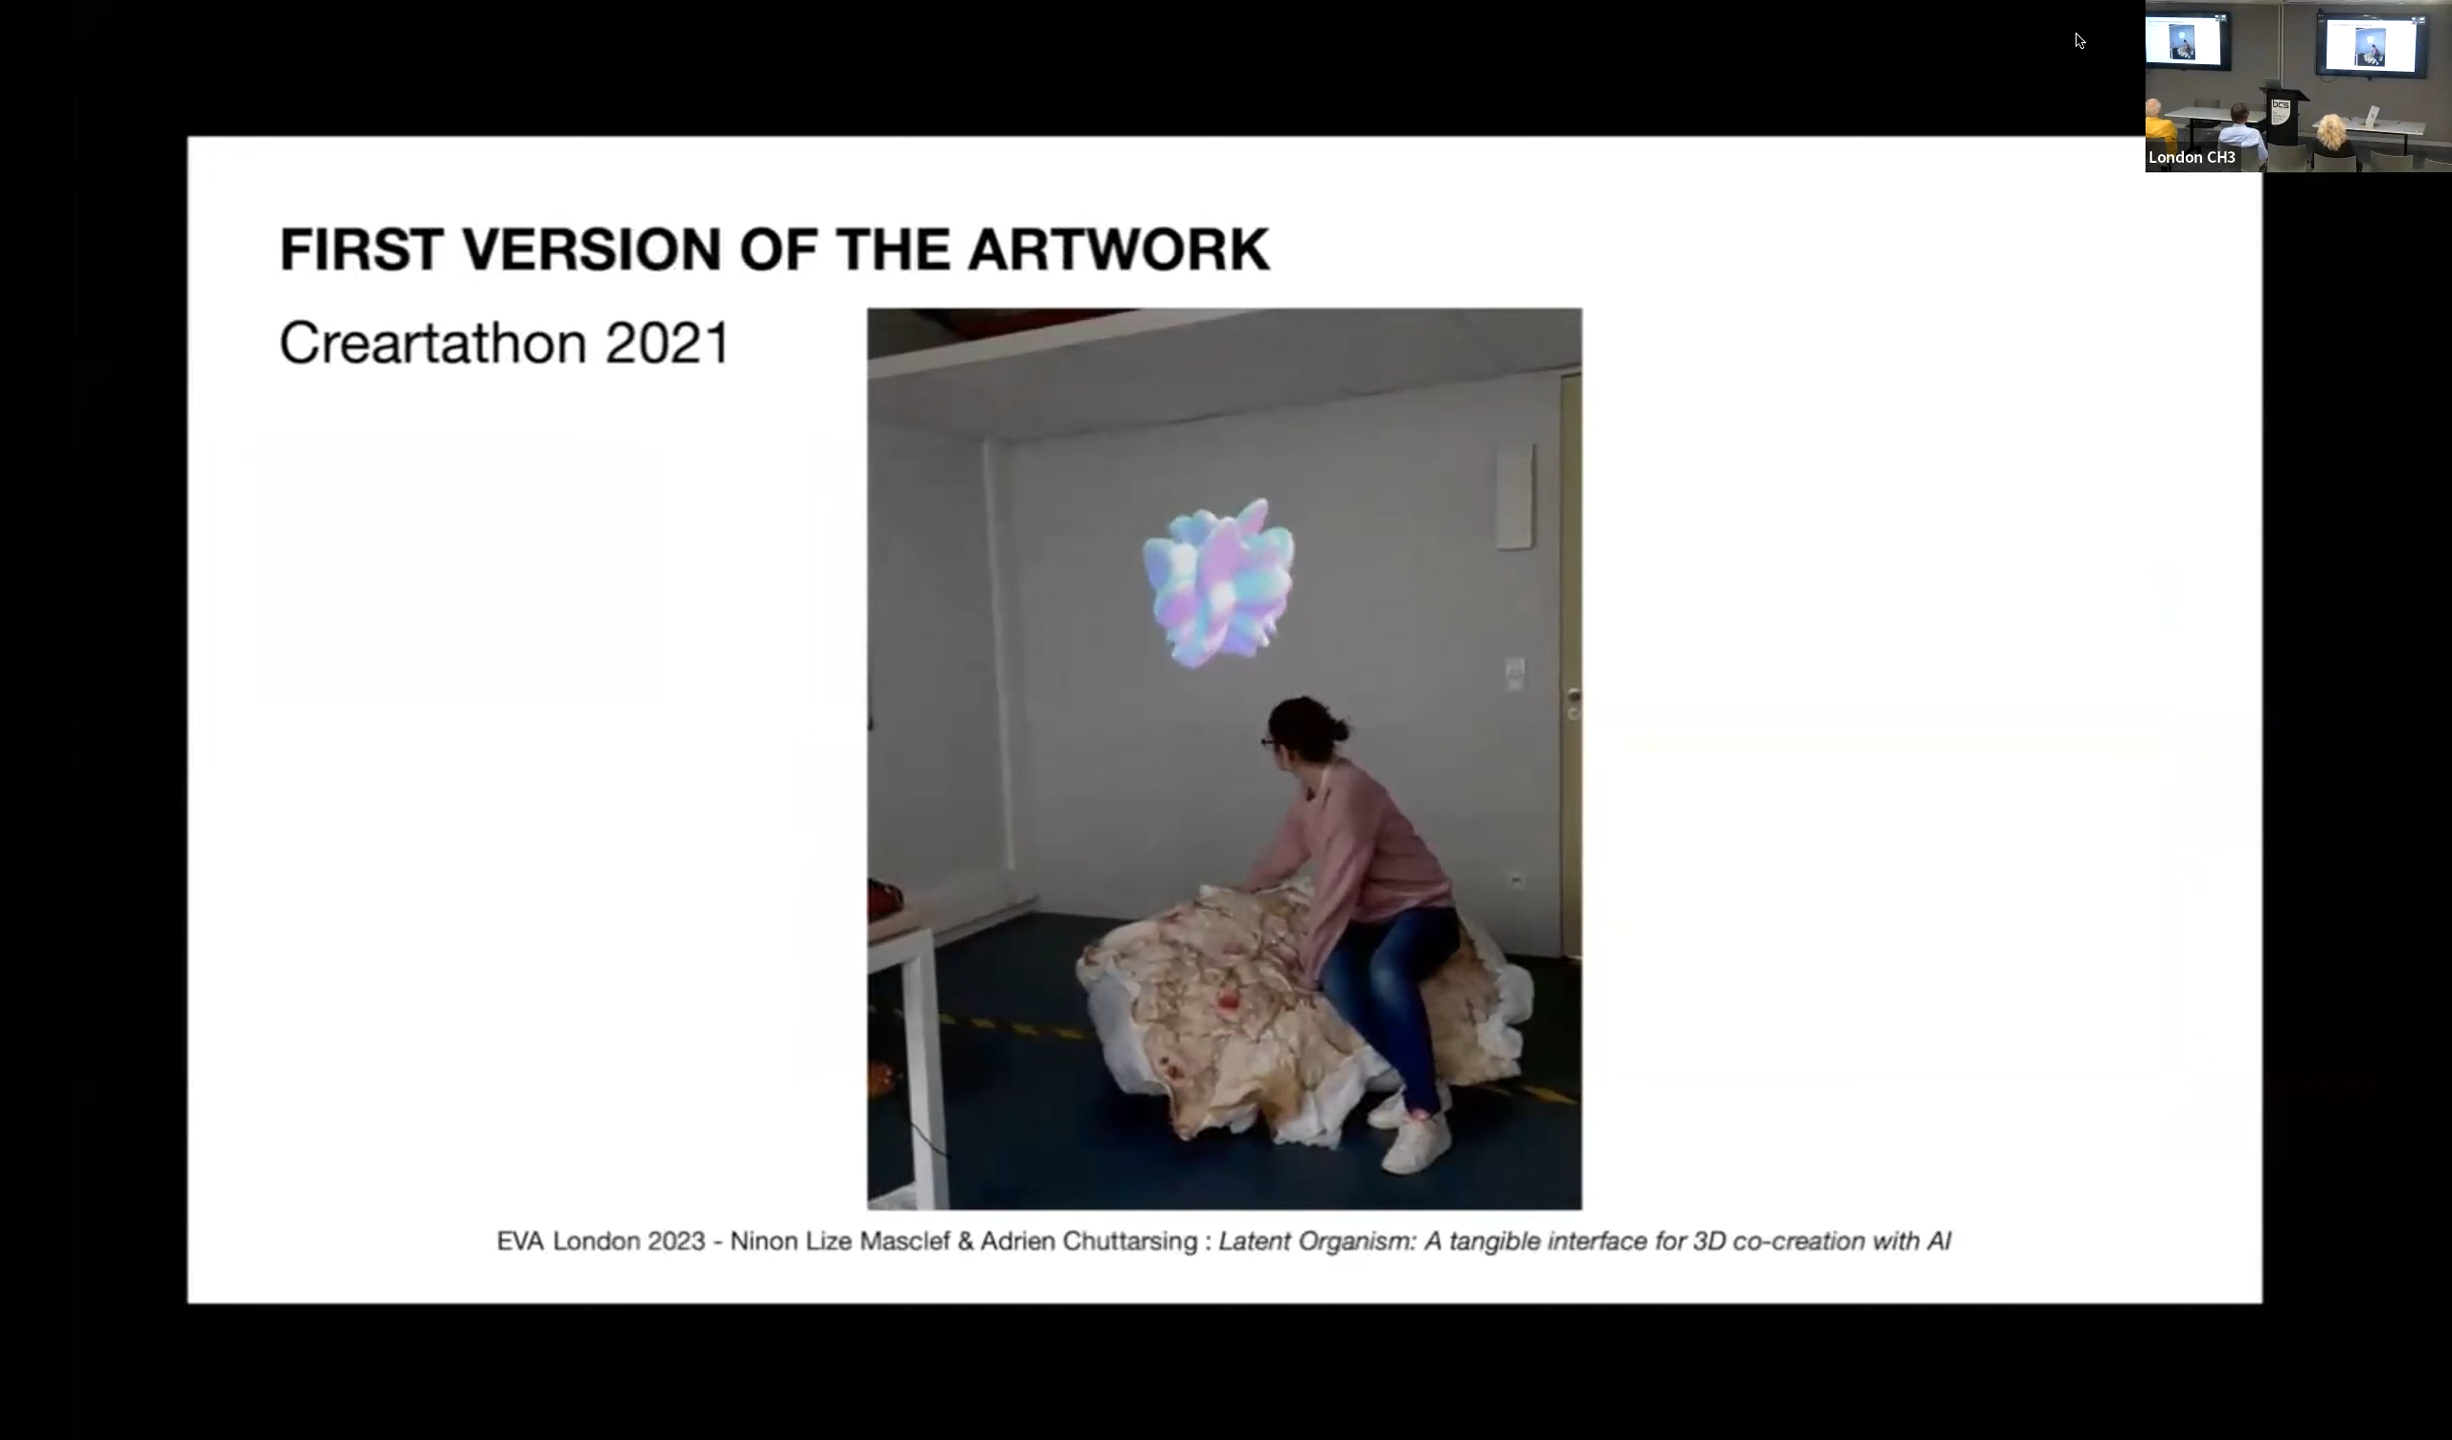 FIRST VERSION OF THE ARTWORK
Creartathon 2021
EVA London 2023 - Ninon Lize Masclef & Adrien Chuttarsing : Latent Organism: A tangible interface for 3D co-creation with AI
bcs
London CH3